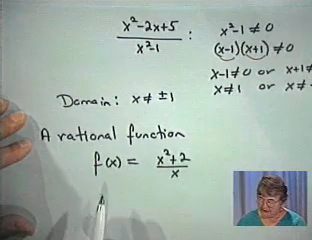 x²-2x+5 / x²-1 : x²-1≠0
(x-1)(x+1)≠0
x-1≠0 or x+1≠
x≠1 or x≠-
Domain: x≠±1
A rational function
f(x) = x²+2 / x